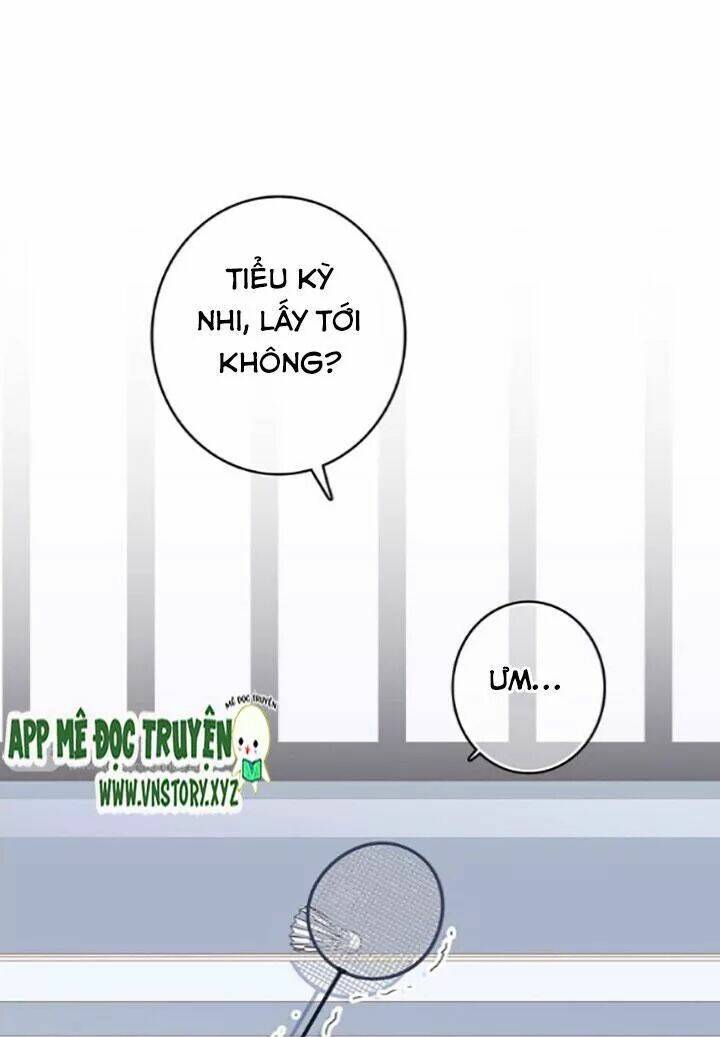 TIỂU KỲ
NHI, LẤY TỚI
KHÔNG?
ƯM...
MÊ ĐỌC TRUYỆN
APP MÊ ĐỌC TRUYỆN
WWW.VNSTORY.XYZ